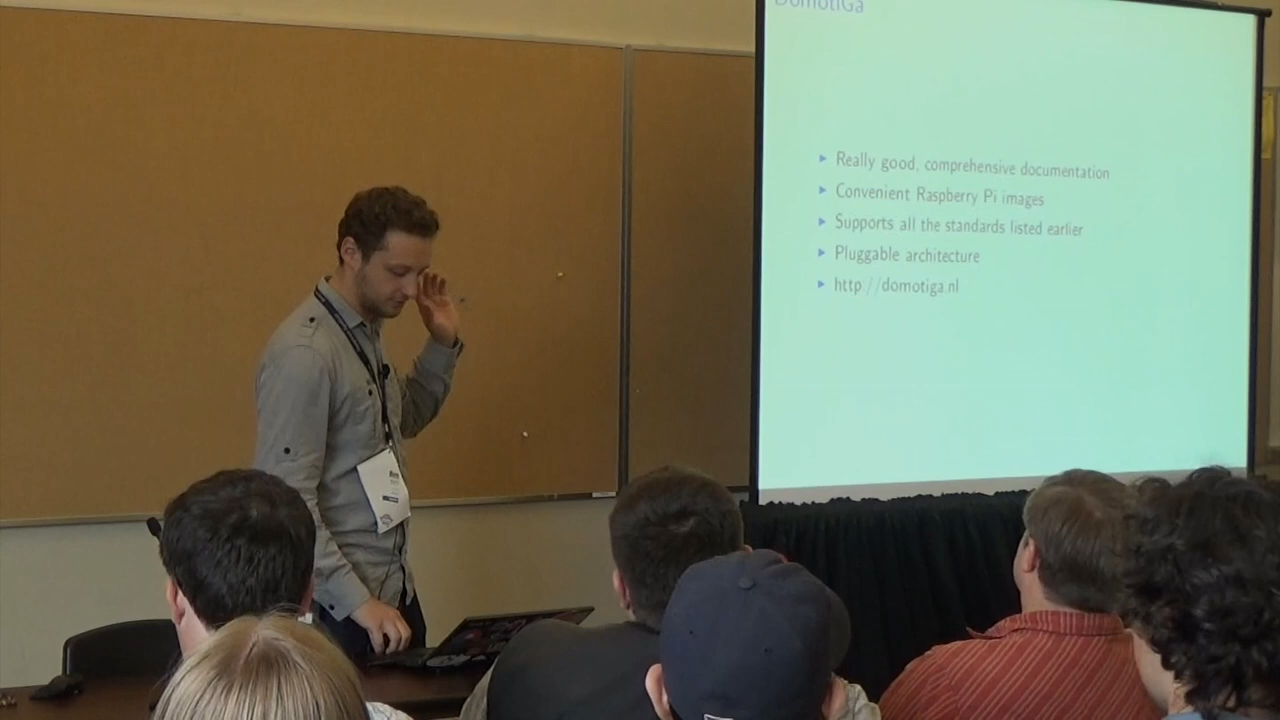 DomotiGa
Really good, comprehensive documentation
Convenient Raspberry Pi images
Supports all the standards listed earlier
Pluggable architecture
http://domotiga.nl